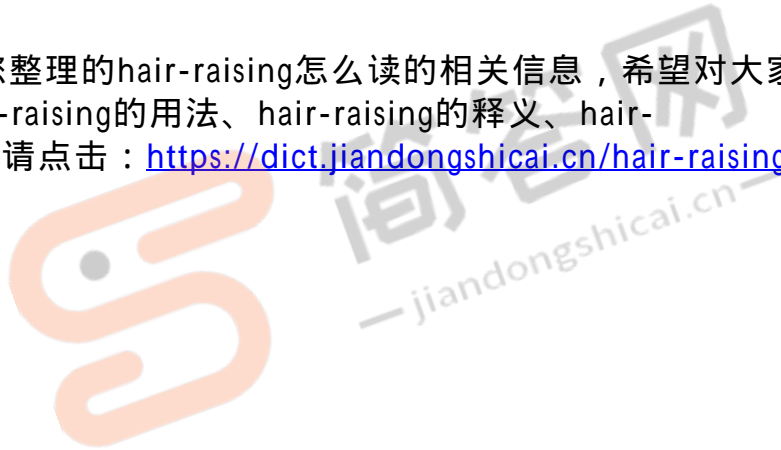 整理的hair-raising怎么读的相关信息，希望对大
-raising的用法、hair-raising的释义、hair-
请点击：https://dict.jiandongshicai.cn/hair-raising
简答网
jiandongshicai.cn